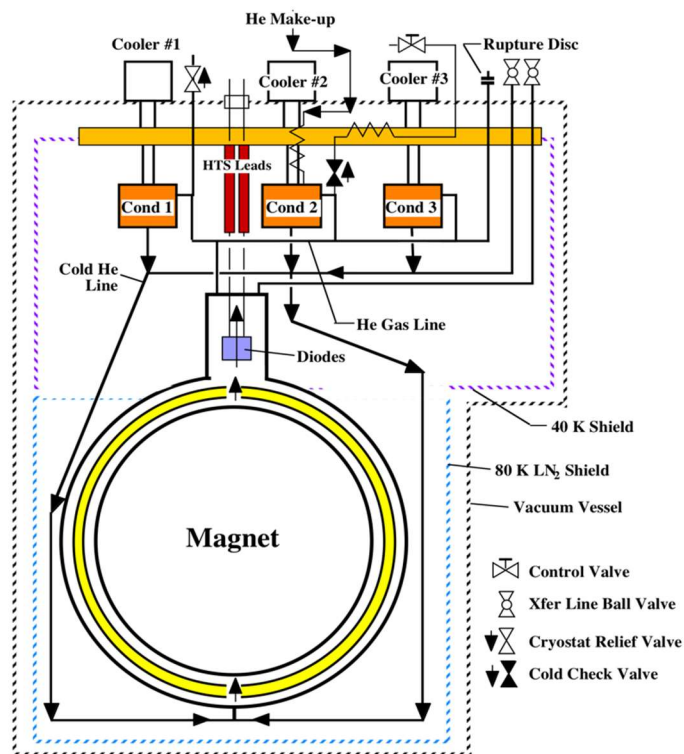 He Make-up
Cooler #1
Rupture Disc
Cooler #2
Cooler #3
HTS Leads
Cond 1
Cond 2
Cond 3
Cold He
Line
He Gas Line
Diodes
40 K Shield
80 K LN2 Shield
Vacuum Vessel
Magnet
Control Valve
Xfer Line Ball Valve
Cryostat Relief Valve
Cold Check Valve